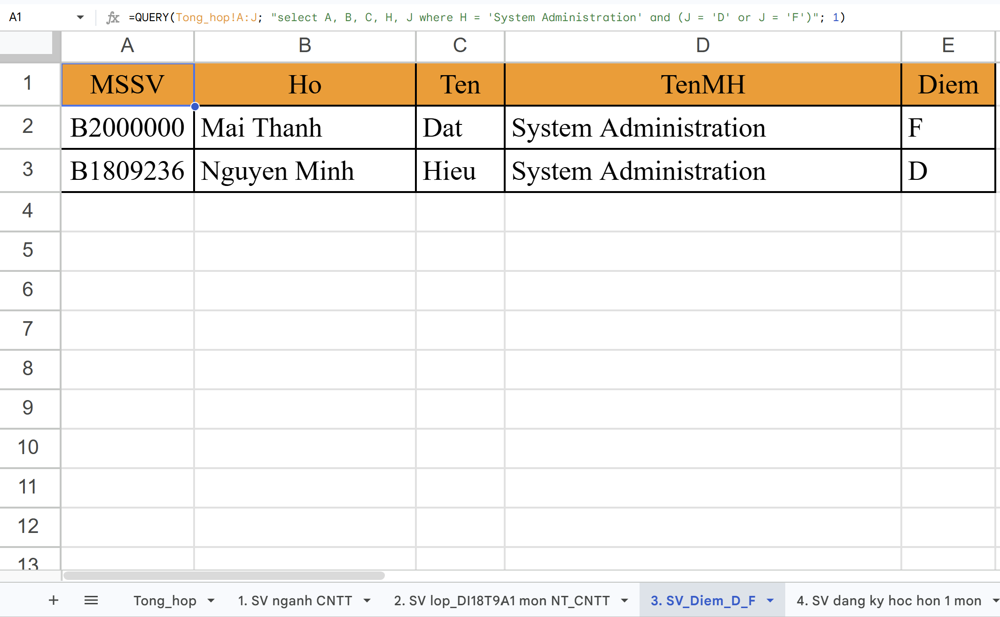 A1 fx =QUERY(Tong_hop!A:J; "select A, B, C, H, J where H = 'System Administration' and (J = 'D' or J = 'F')"; 1)
A B C D E
1 MSSV Ho Ten TenMH Diem
2 B2000000 Mai Thanh Dat System Administration F
3 B1809236 Nguyen Minh Hieu System Administration D
4
5
6
7
8
9
10
11
12
13
+ Tong_hop 1. SV nganh CNTT 2. SV lop_DI18T9A1 mon NT_CNTT 3. SV_Diem_D_F 4. SV dang ky hoc hon 1 mon